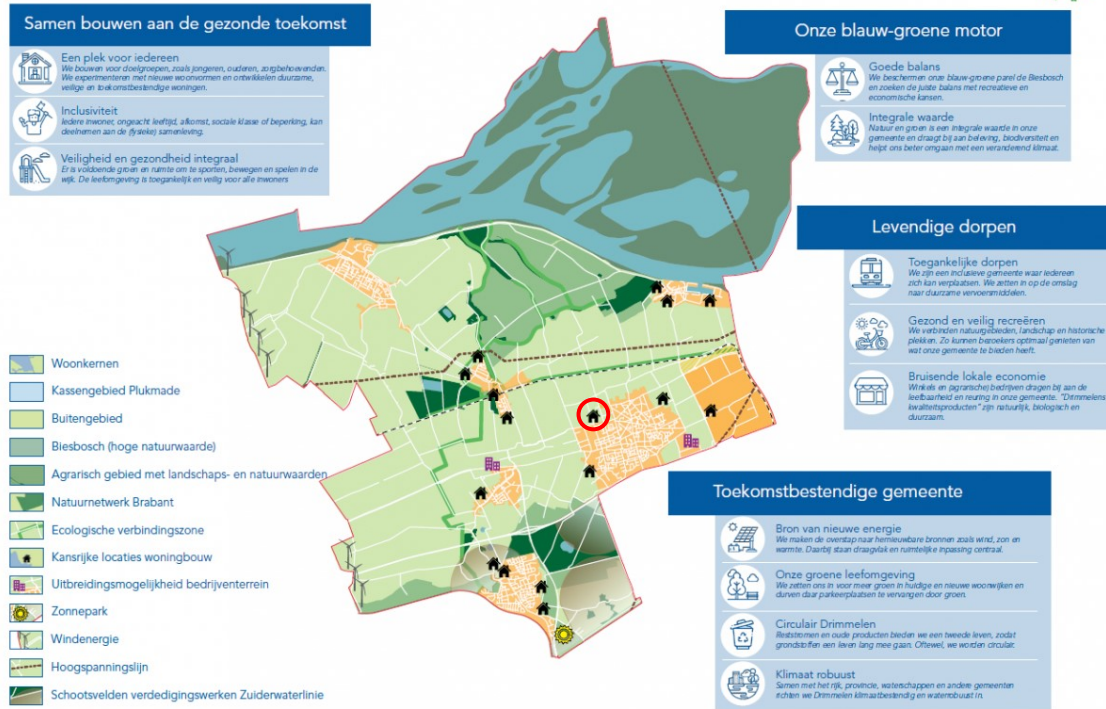 Samen bouwen aan de gezonde toekomst
Een plek voor iedereen
We bouwen voor doelgroepen, zoals jongeren, ouderen, zorgbehoevenden.
We experimenteren met nieuwe woonvormen en ontwikkelen duurzame,
veilige en toekomstbestendige woningen.
Inclusiviteit
Iedere inwoner, ongeacht leeftijd, afkomst, sociale klasse of beperking, kan
deelnemen aan de (fysieke) samenleving.
Veiligheid en gezondheid integraal
Er is voldoende groen en ruimte om te sporten, bewegen en spelen in de
wijk. De leefomgeving is toegankelijk en veilig voor alle inwoners
Onze blauw-groene motor
Goede balans
We beschermen onze blauw-groene parel de Biesbosch
en zoeken de juiste balans met recreatieve en
economische kansen.
Integrale waarde
Natuur en groen is een integrale waarde in onze
gemeente en draagt bij aan beleving, biodiversiteit en
helpt ons beter omgaan met een veranderend klimaat.
Levendige dorpen
Toegankelijke dorpen
We zijn een inclusieve gemeente waar iedereen
zich kan verplaatsen. We zetten in op de omslag
naar duurzame vervoersmiddelen.
Gezond en veilig recreëren
We verbinden natuurgebieden, landschap en historische
plekken. Zo kunnen bezoekers optimaal genieten van
wat onze gemeente te bieden heeft.
Bruisende lokale economie
Winkels en (agrarische) bedrijven dragen bij aan de
leefbaarheid en reuring in onze gemeente. "Drimmelens
kwaliteitsproducten" zijn natuurlijk, biologisch en
duurzaam.
Woonkernen
Kassengebied Plukmade
Buitengebied
Biesbosch (hoge natuurwaarde)
Agrarisch gebied met landschaps- en natuurwaarden
Natuurnetwerk Brabant
Ecologische verbindingszone
Kansrijke locaties woningbouw
Uitbreidingsmogelijkheid bedrijventerrein
Zonnepark
Windenergie
Hoogspanningslijn
Schootsvelden verdedigingswerken Zuiderwaterlinie
Toekomstbestendige gemeente
Bron van nieuwe energie
We maken de overstap naar hernieuwbare bronnen zoals wind, zon en
warmte. Daarbij staan draagvlak en ruimtelijke inpassing centraal.
Onze groene leefomgeving
We zetten ons in voor meer groen in huidige en nieuwe woonwijken en
durven daar parkeerplaatsen te vervangen door groen.
Circulair Drimmelen
Reststromen en oude producten bieden we een tweede leven, zodat
grondstoffen een leven lang mee gaan. Oftewel, we worden circulair.
Klimaat robuust
Samen met het rijk, provincie, waterschappen en andere gemeenten
richten we Drimmelen klimaatbestendig en waterrobuust in.